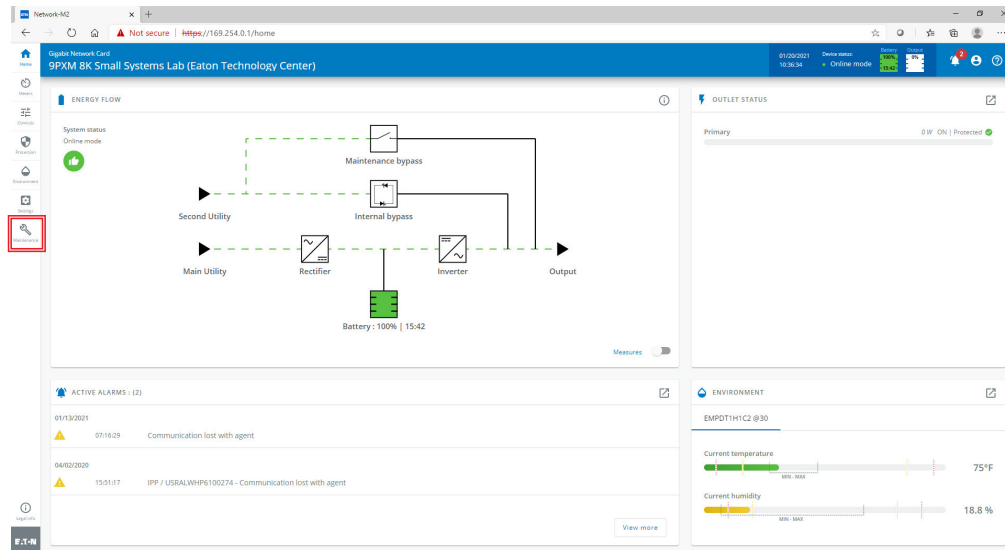 Network-M2
Not secure | https://169.254.0.1/home
Gigabit Network Card
9PXM 8K Small Systems Lab (Eaton Technology Center)
01/20/2021
10:36:34
Device status:
Online mode
Battery
100%
15:42
Output
0%
2
Home
Meters
Controls
Protection
Environment
Settings
Maintenance
Legal info
EATON
ENERGY FLOW
System status
Online mode
Maintenance bypass
Second Utility
Internal bypass
Main Utility
Rectifier
Inverter
Output
Battery : 100% | 15:42
Measures
OUTLET STATUS
Primary
0 W ON | Protected
ACTIVE ALARMS : (2)
01/13/2021
07:16:29 Communication lost with agent
04/02/2020
15:01:17 IPP / USRALWHP6100274 - Communication lost with agent
View more
ENVIRONMENT
EMPDT1H1C2 @30
Current temperature
75°F
MIN - MAX
Current humidity
18.8 %
MIN - MAX